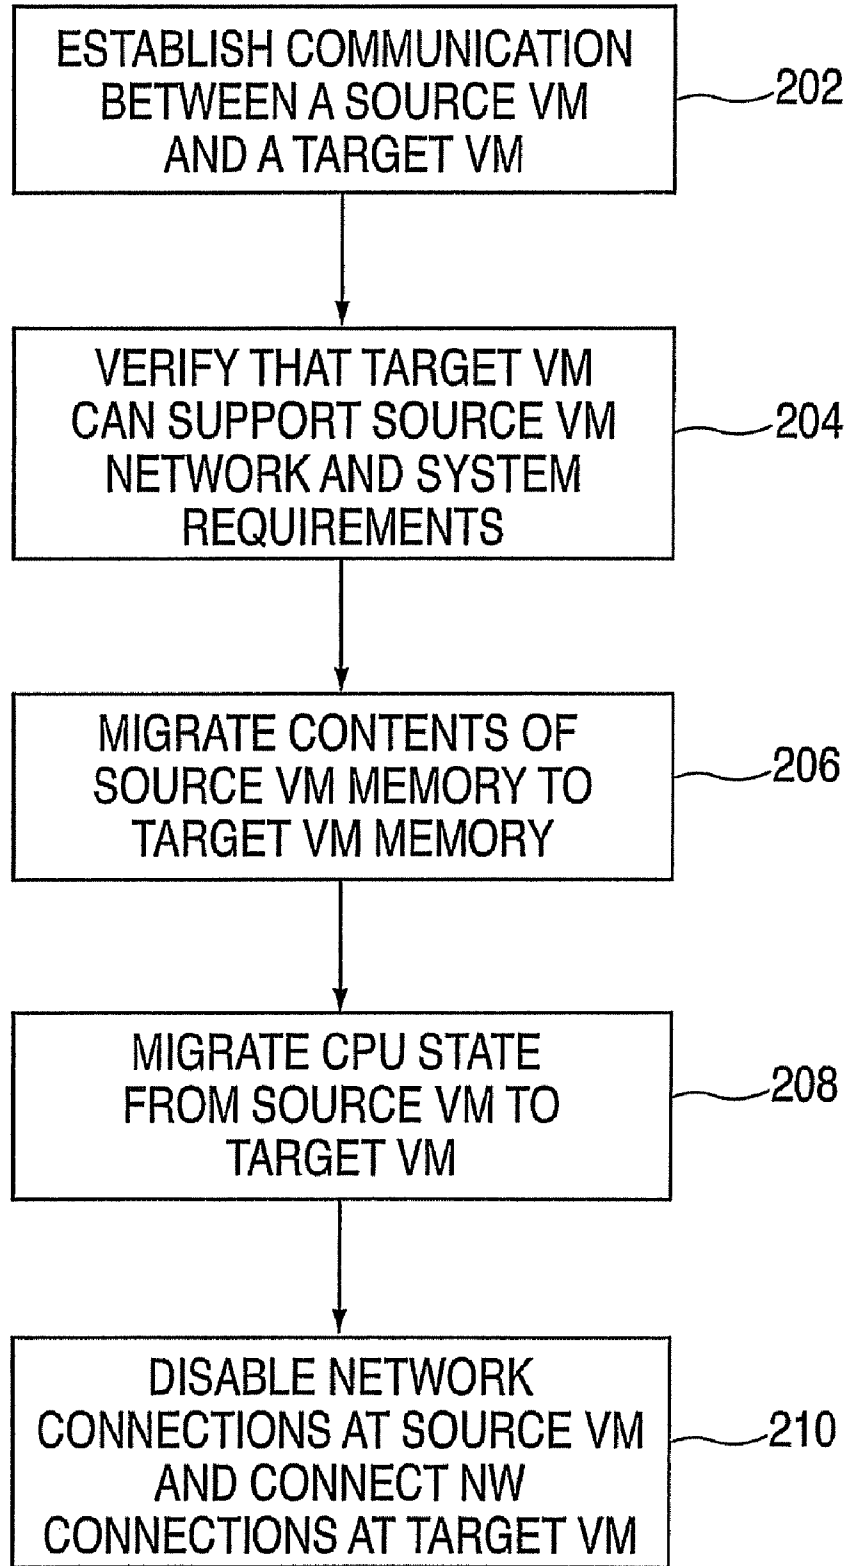 ESTABLISH COMMUNICATION
BETWEEN A SOURCE VM
AND A TARGET VM
202
VERIFY THAT TARGET VM
CAN SUPPORT SOURCE VM
NETWORK AND SYSTEM
REQUIREMENTS
204
MIGRATE CONTENTS OF
SOURCE VM MEMORY TO
TARGET VM MEMORY
206
MIGRATE CPU STATE
FROM SOURCE VM TO
TARGET VM
208
DISABLE NETWORK
CONNECTIONS AT SOURCE VM
AND CONNECT NW
CONNECTIONS AT TARGET VM
210